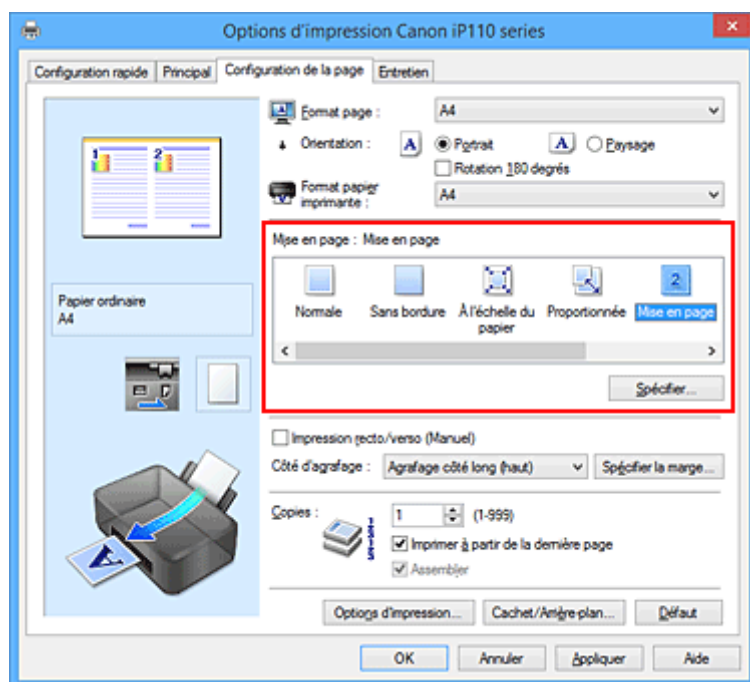 Options d'impression Canon iP110 series
Configuration rapide Principal Configuration de la page Entretien
1 2
Papier ordinaire
A4
Format page : A4
Orientation : A Portrait A Paysage
Rotation 180 degrés
Format papier
imprimante : A4
Mise en page : Mise en page
2
Normale Sans bordure À l'échelle du Proportionnée Mise en page
papier
Spécifier...
Impression recto/verso (Manuel)
Côté d'agrafage : Agrafage côté long (haut) Spécifier la marge...
Copies : 1 (1-999)
Imprimer à partir de la dernière page
Assembler
Options d'impression... Cachet/Arrière-plan... Défaut
OK Annuler Appliquer Aide